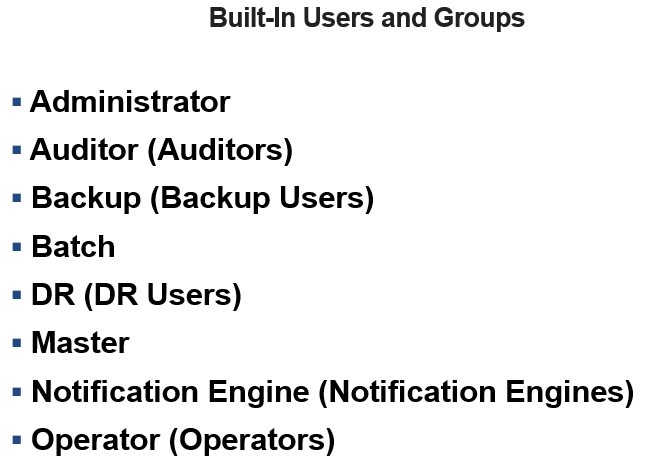 Built-In Users and Groups
▪ Administrator
▪ Auditor (Auditors)
▪ Backup (Backup Users)
▪ Batch
▪ DR (DR Users)
▪ Master
▪ Notification Engine (Notification Engines)
▪ Operator (Operators)